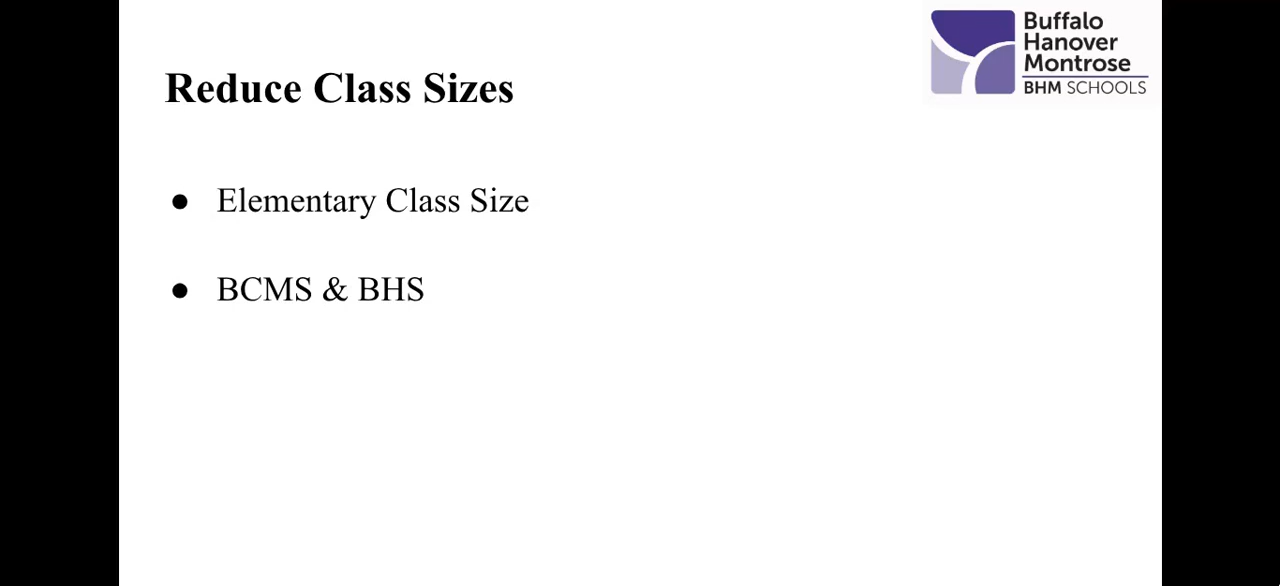 Buffalo
Hanover
Montrose
BHM SCHOOLS
Reduce Class Sizes
● Elementary Class Size
● BCMS & BHS